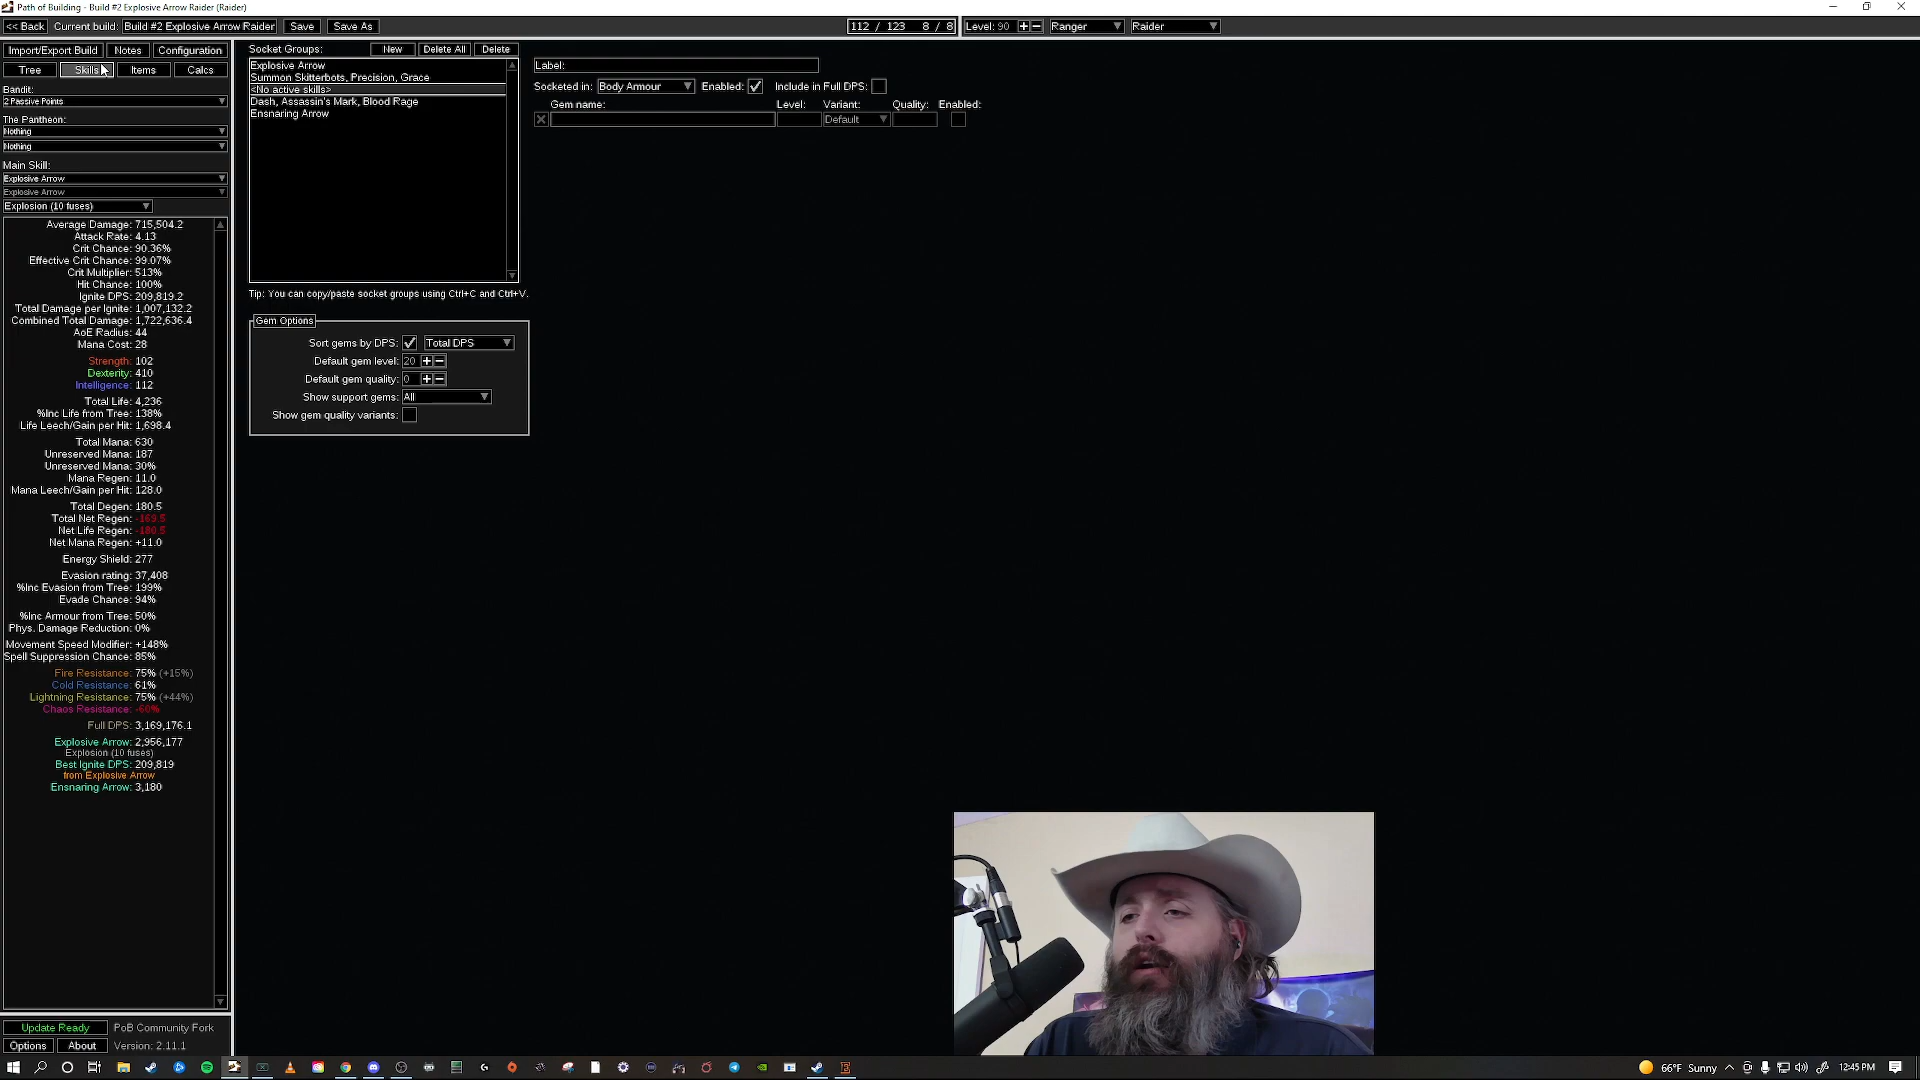 Path of Building - Build #2 Explosive Arrow Raider (Raider)
<< Back Current build: Build #2 Explosive Arrow Raider Save Save As 112 / 123 8 / 8 Level: 90 + - Ranger Raider
Import/Export Build Notes Configuration
Tree Skills Items Calcs
Bandit:
2 Passive Points
The Pantheon:
Nothing
Nothing
Main Skill:
Explosive Arrow
Explosive Arrow
Explosion (10 fuses)
Average Damage: 715,504.2
Attack Rate: 4.13
Crit Chance: 90.36%
Effective Crit Chance: 99.07%
Crit Multiplier: 513%
Hit Chance: 100%
Ignite DPS: 209,819.2
Total Damage per Ignite: 1,007,132.2
Combined Total Damage: 1,722,636.4
AoE Radius: 44
Mana Cost: 28
Strength: 102
Dexterity: 410
Intelligence: 112
Total Life: 4,236
%Inc Life from Tree: 138%
Life Leech/Gain per Hit: 1,698.4
Total Mana: 630
Unreserved Mana: 187
Unreserved Mana: 30%
Mana Regen: 11.0
Mana Leech/Gain per Hit: 128.0
Total Degen: 180.5
Total Net Regen: -169.5
Net Life Regen: -180.5
Net Mana Regen: +11.0
Energy Shield: 277
Evasion rating: 37,408
%Inc Evasion from Tree: 199%
Evade Chance: 94%
%Inc Armour from Tree: 50%
Phys. Damage Reduction: 0%
Movement Speed Modifier: +148%
Spell Suppression Chance: 85%
Fire Resistance: 75% (+15%)
Cold Resistance: 61%
Lightning Resistance: 75% (+44%)
Chaos Resistance: -60%
Full DPS: 3,169,176.1
Explosive Arrow: 2,956,177
Explosion (10 fuses)
Best Ignite DPS: 209,819
from Explosive Arrow
Ensnaring Arrow: 3,180
Update Ready PoB Community Fork
Options About Version: 2.11.1
Socket Groups: New Delete All Delete
Explosive Arrow
Summon Skitterbots, Precision, Grace
<No active skills>
Dash, Assassin's Mark, Blood Rage
Ensnaring Arrow
Tip: You can copy/paste socket groups using Ctrl+C and Ctrl+V.
Gem Options
Sort gems by DPS: Total DPS
Default gem level: 20 + -
Default gem quality: 0 + -
Show support gems: All
Show gem quality variants:
Label:
Socketed in: Body Armour Enabled: Include in Full DPS:
Gem name: Level: Variant: Quality: Enabled:
Default
66°F Sunny 12:45 PM